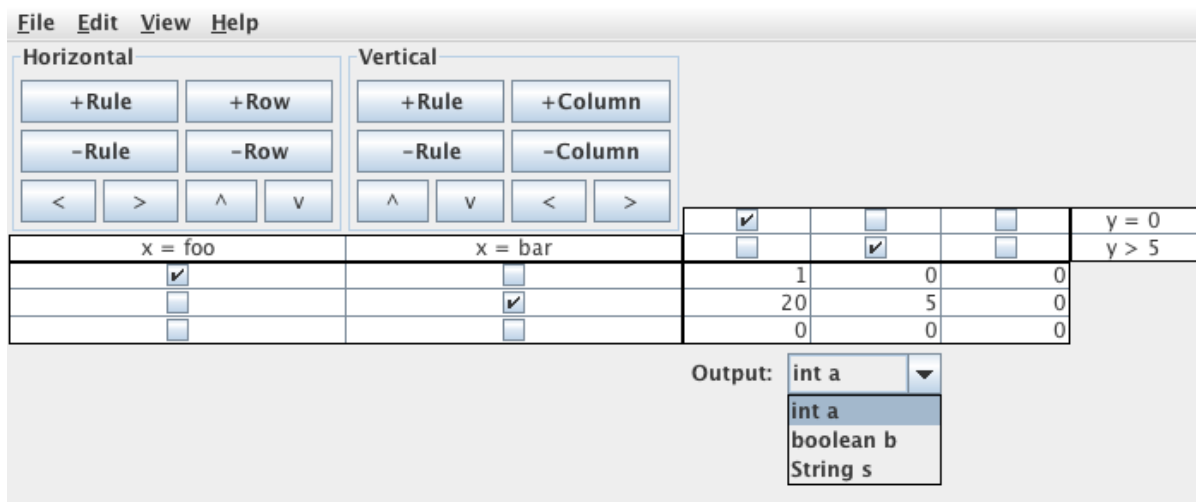 File Edit View Help
Horizontal Vertical
+Rule +Row +Rule +Column
-Rule -Row -Rule -Column
< > ^ v ^ v < >
y = 0
x = foo x = bar y > 5
1 0 0
20 5 0
0 0 0
Output: int a
int a
boolean b
String s